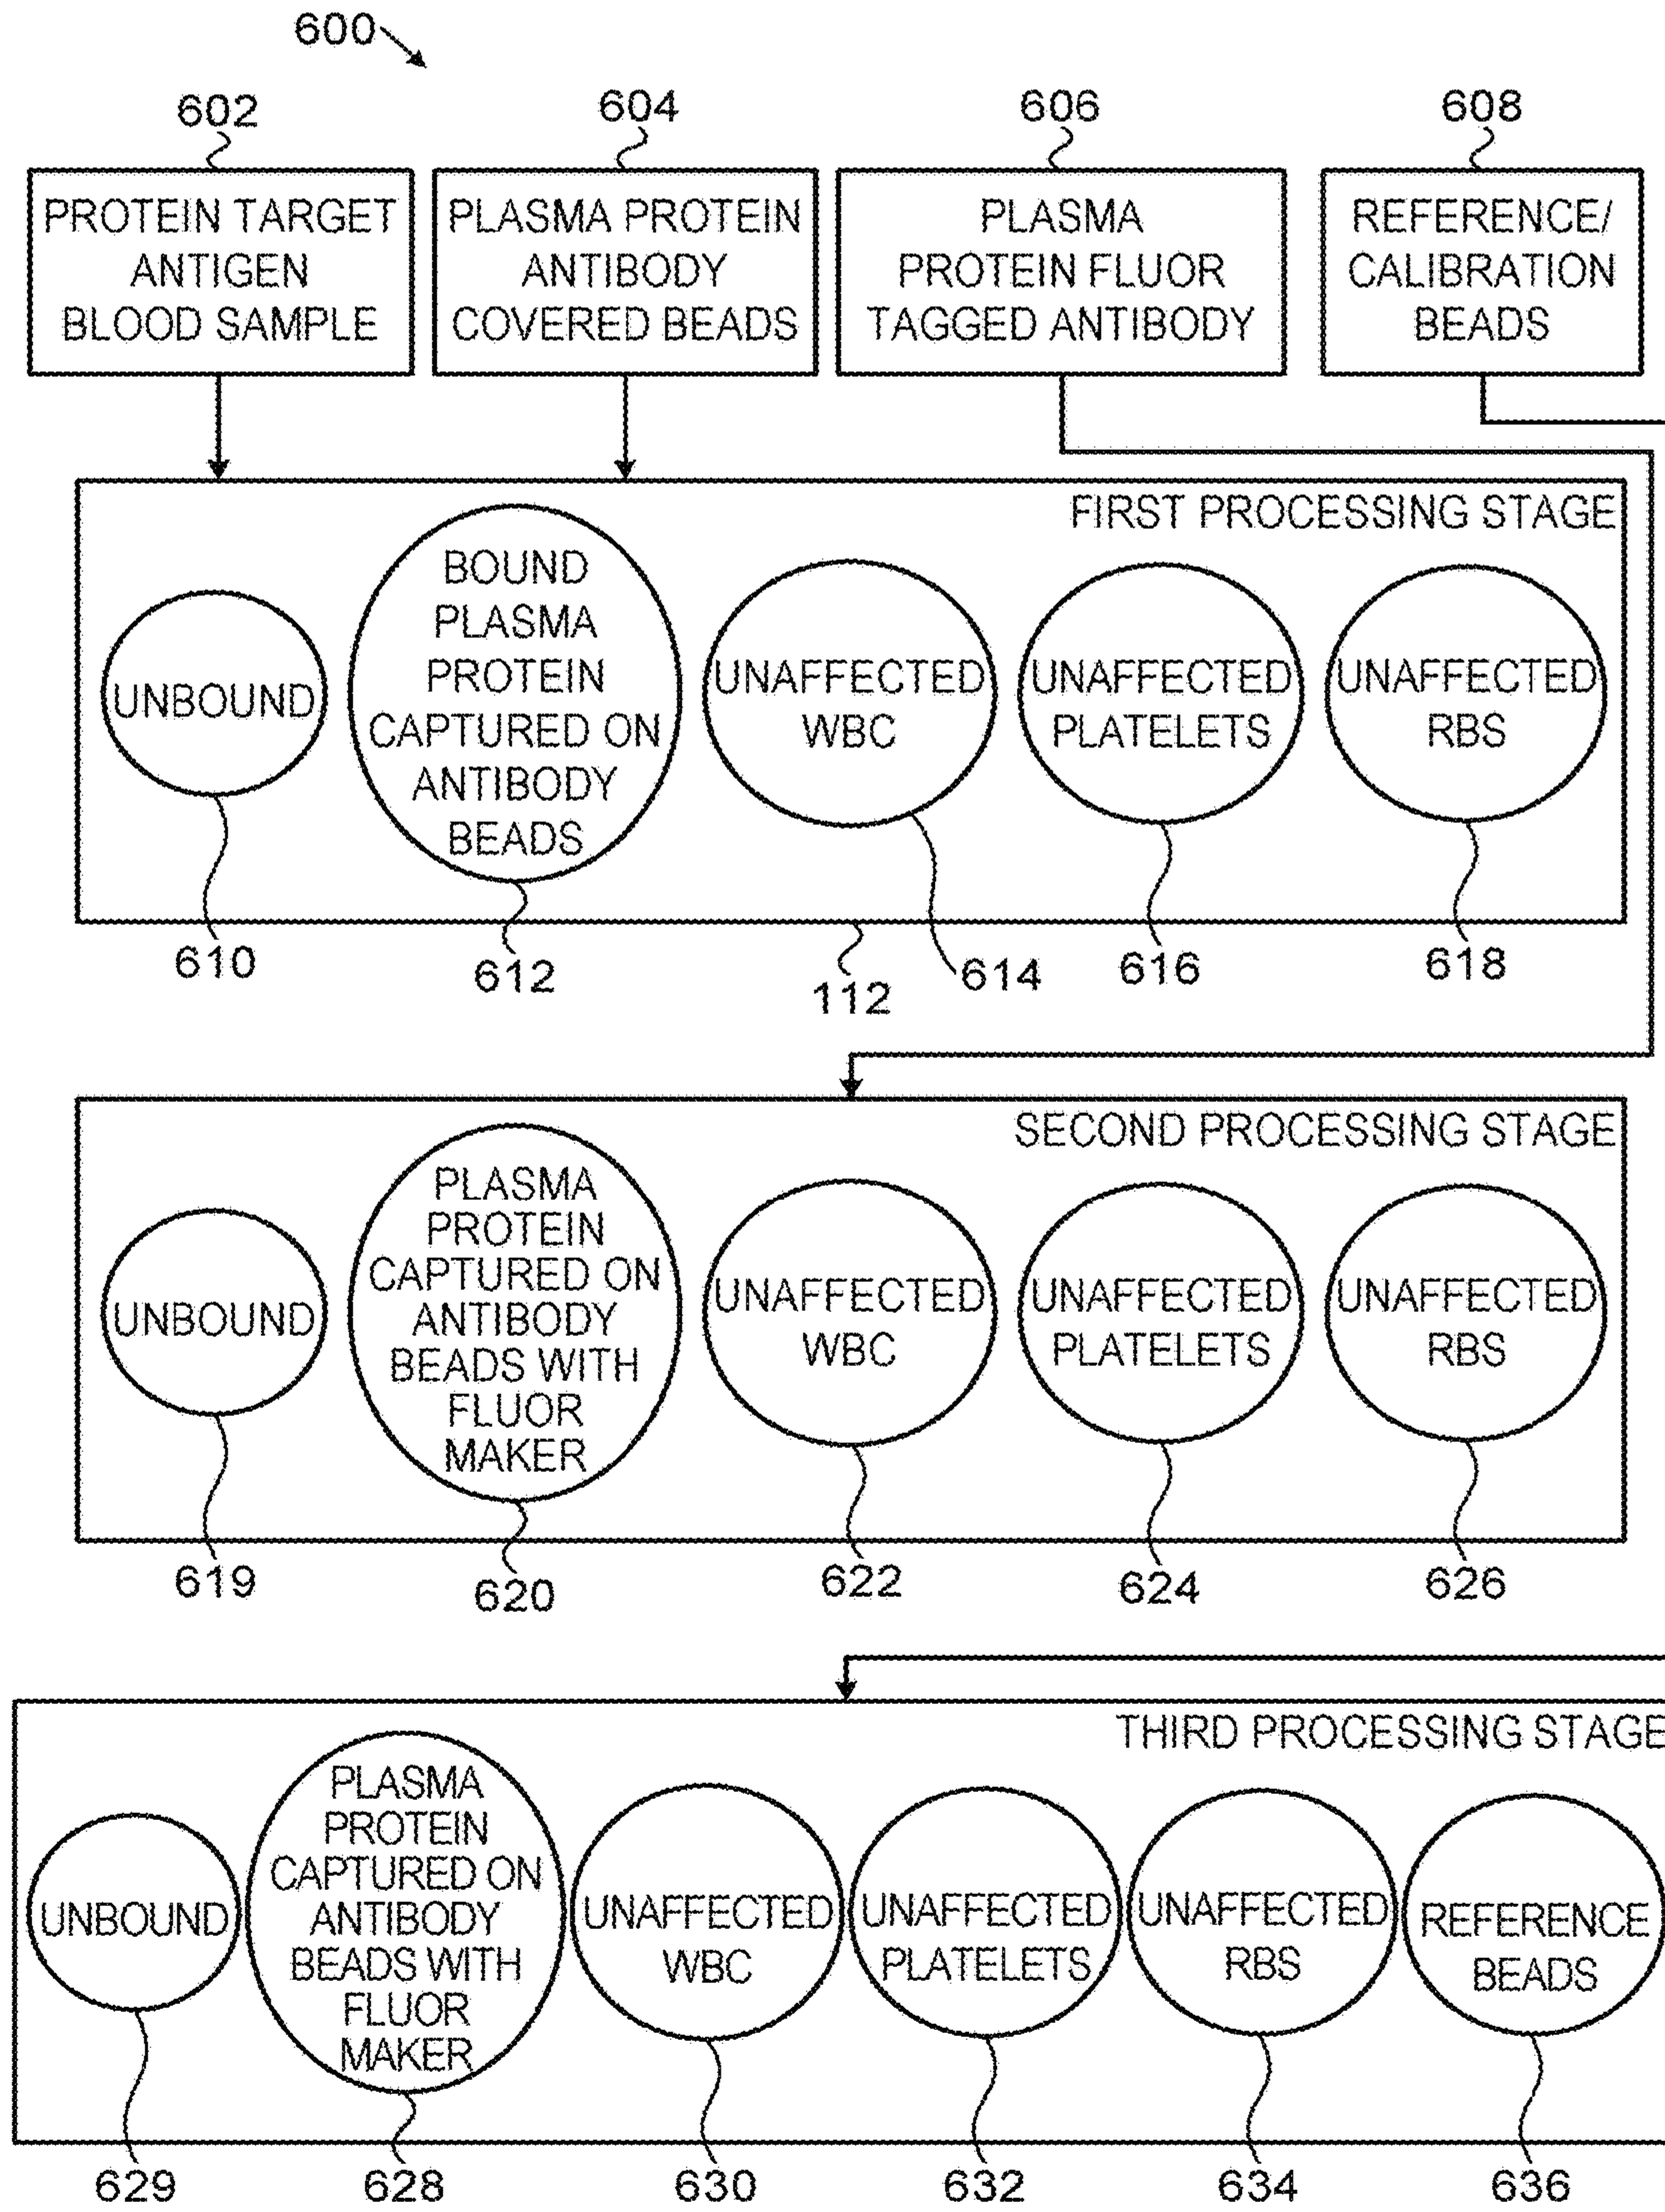 600
602
604
606
608
PROTEIN TARGET
ANTIGEN
BLOOD SAMPLE
PLASMA PROTEIN
ANTIBODY
COVERED BEADS
PLASMA
PROTEIN FLUOR
TAGGED ANTIBODY
REFERENCE/
CALIBRATION
BEADS
FIRST PROCESSING STAGE
UNBOUND
BOUND
PLASMA
PROTEIN
CAPTURED ON
ANTIBODY
BEADS
UNAFFECTED
WBC
UNAFFECTED
PLATELETS
UNAFFECTED
RBS
610
612
112
614
616
618
SECOND PROCESSING STAGE
UNBOUND
PLASMA
PROTEIN
CAPTURED ON
ANTIBODY
BEADS WITH
FLUOR
MAKER
UNAFFECTED
WBC
UNAFFECTED
PLATELETS
UNAFFECTED
RBS
619
620
622
624
626
THIRD PROCESSING STAGE
UNBOUND
PLASMA
PROTEIN
CAPTURED ON
ANTIBODY
BEADS WITH
FLUOR
MAKER
UNAFFECTED
WBC
UNAFFECTED
PLATELETS
UNAFFECTED
RBS
REFERENCE
BEADS
629
628
630
632
634
636